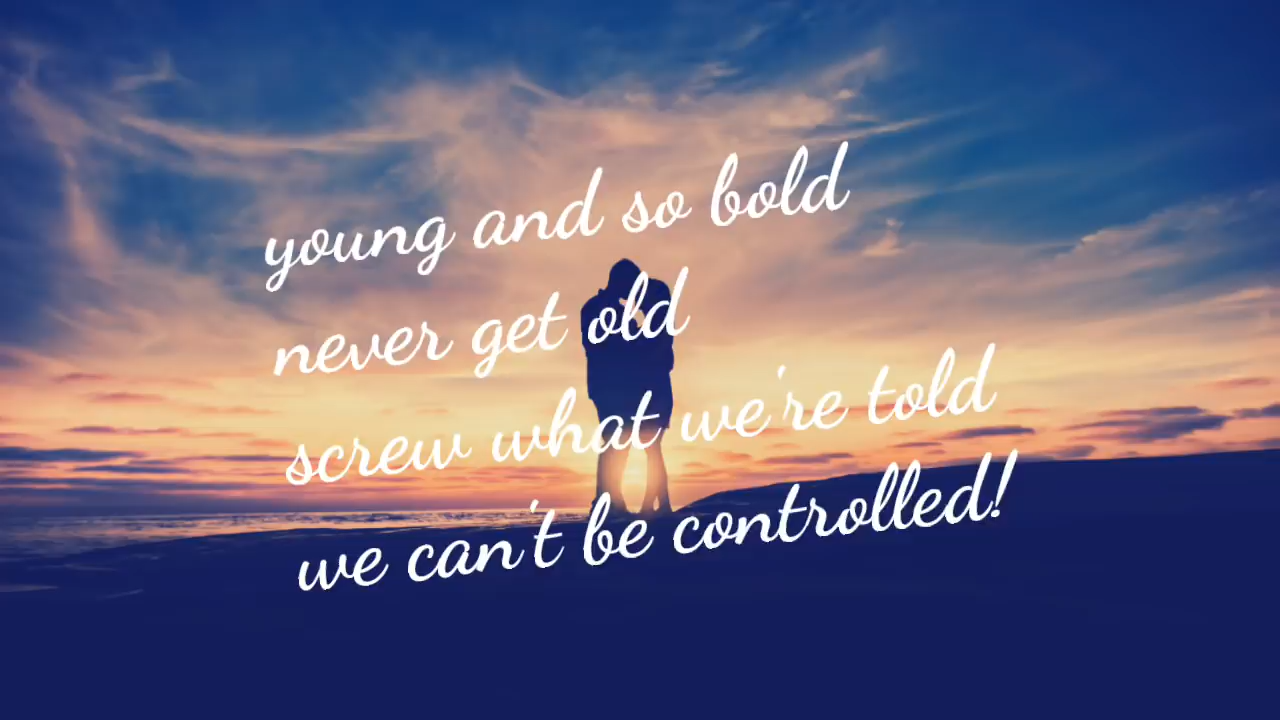 young and so bold
never get old
screw what we're told
we can't be controlled!